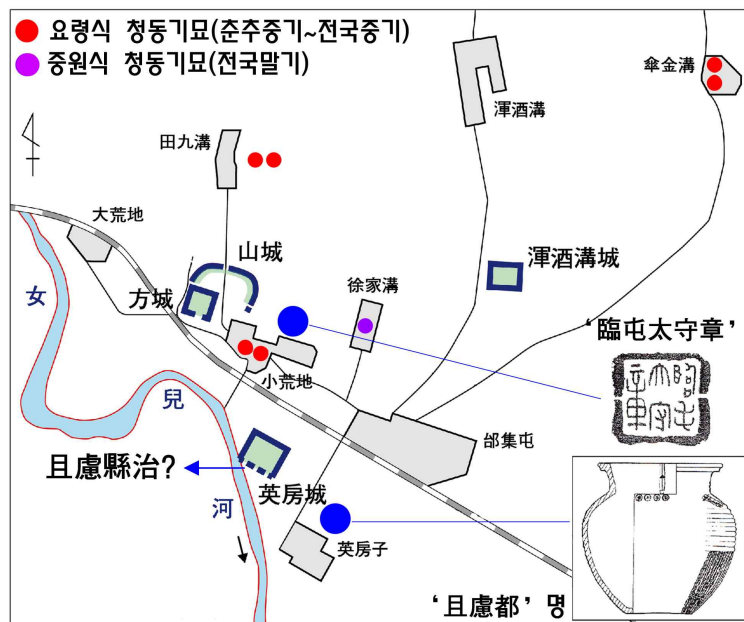 요령식 청동기묘(춘추중기~전국중기)
중원식 청동기묘(전국말기)
傘金溝
渾酒溝
田九溝
大荒地
山城
渾酒溝城
徐家溝
方城
女
'臨屯太守章'
小荒地
兒
邰集屯
且慮縣治?
英房城
河
英房子
'且慮都' 명